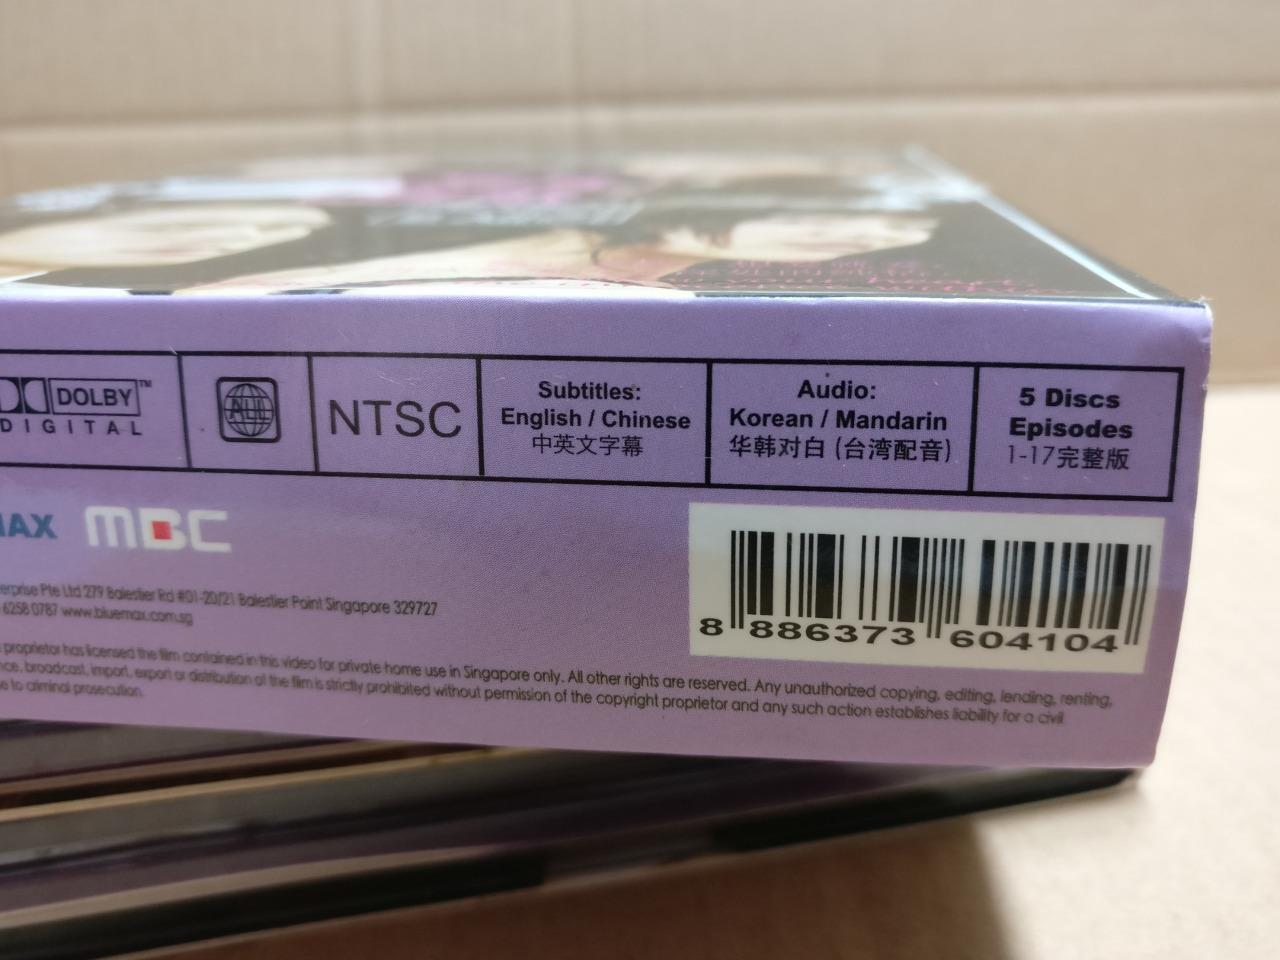 DOLBY™
DIGITAL
ALL
NTSC
Subtitles:
English / Chinese
中英文字幕
Audio:
Korean / Mandarin
华韩对白 (台湾配音)
5 Discs
Episodes
1-17完整版
MBC
Pte Ltd 279 Balestier Rd #01-20/21 Balestier Point Singapore 329727
6258 0787 www.bluemax.com.sg
8 886373 604104
proprietor has licensed the film contained in this video for private home use in Singapore only. All other rights are reserved. Any unauthorized copying, editing, lending, renting,
broadcast, import, export or distribution of the film is strictly prohibited without permission of the copyright proprietor and any such action establishes liability for a civil
to criminal prosecution.